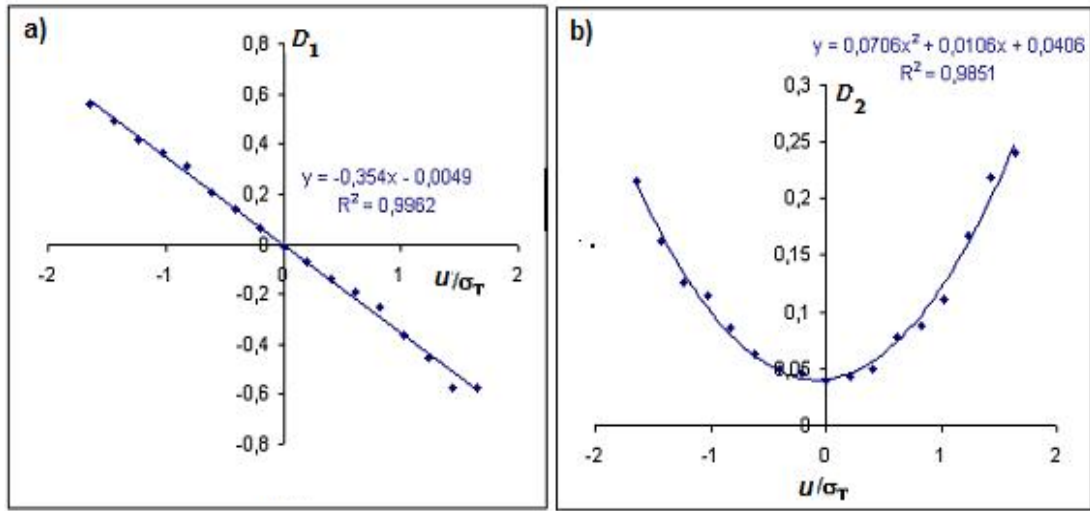 a)
D₁
0,8
0,6
0,4
0,2
0
-0,2
-0,4
-0,6
-0,8
-2
-1
0
1
2
u/σT
y = -0,354x - 0,0049
R² = 0,9962
b)
y = 0,0706x² + 0,0106x + 0,0406
R² = 0,9851
D₂
0,3
0,25
0,2
0,15
0,1
0,05
0
-2
-1
0
1
2
u/σT